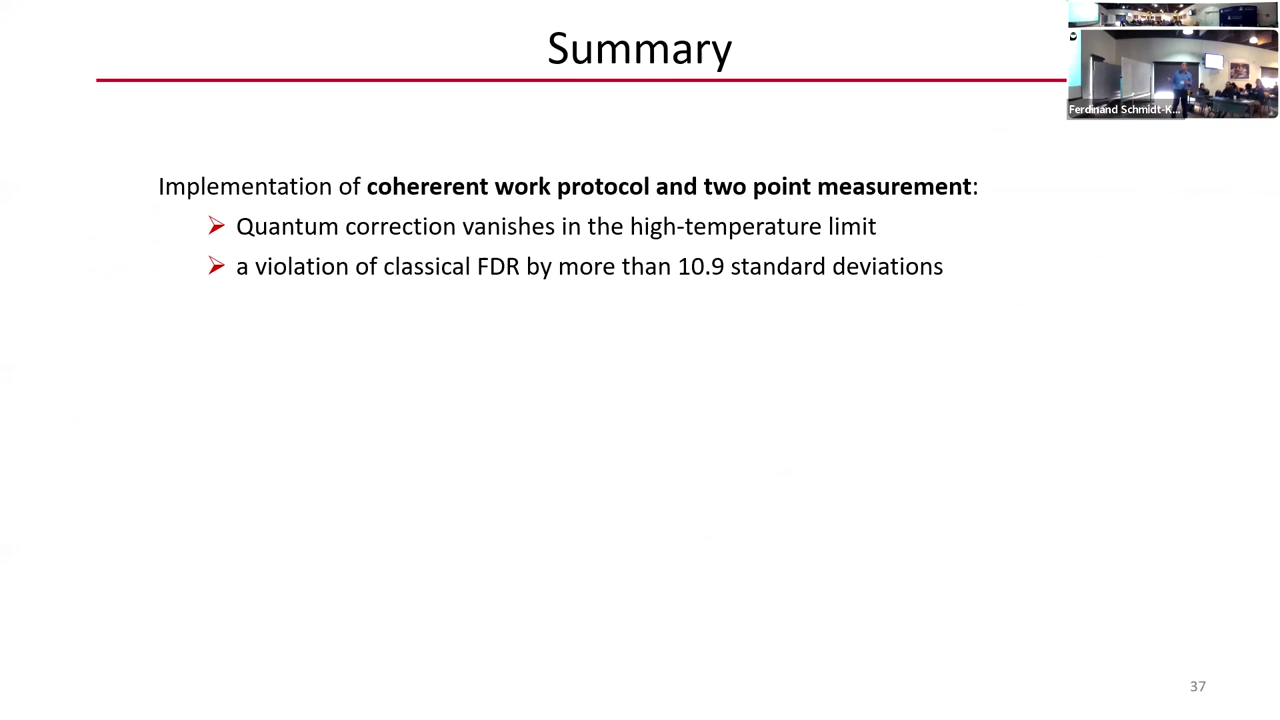 Summary
Ferdinand Schmidt-K...
Implementation of cohererent work protocol and two point measurement:
Quantum correction vanishes in the high-temperature limit
a violation of classical FDR by more than 10.9 standard deviations
37